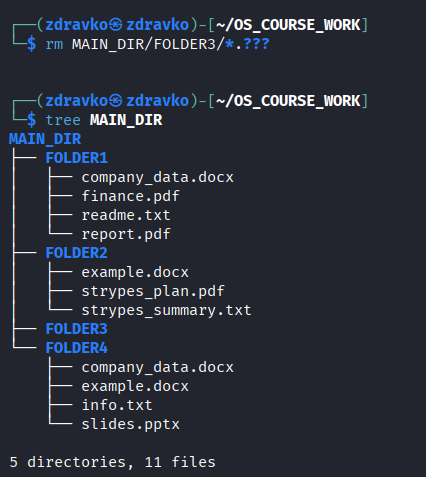 ┌──(zdravko㉿zdravko)-[~/OS_COURSE_WORK]
└─$ rm MAIN_DIR/FOLDER3/*.???
┌──(zdravko㉿zdravko)-[~/OS_COURSE_WORK]
└─$ tree MAIN_DIR
MAIN_DIR
├── FOLDER1
│   ├── company_data.docx
│   ├── finance.pdf
│   ├── readme.txt
│   └── report.pdf
├── FOLDER2
│   ├── example.docx
│   ├── strypes_plan.pdf
│   └── strypes_summary.txt
├── FOLDER3
└── FOLDER4
    ├── company_data.docx
    ├── example.docx
    ├── info.txt
    └── slides.pptx
5 directories, 11 files